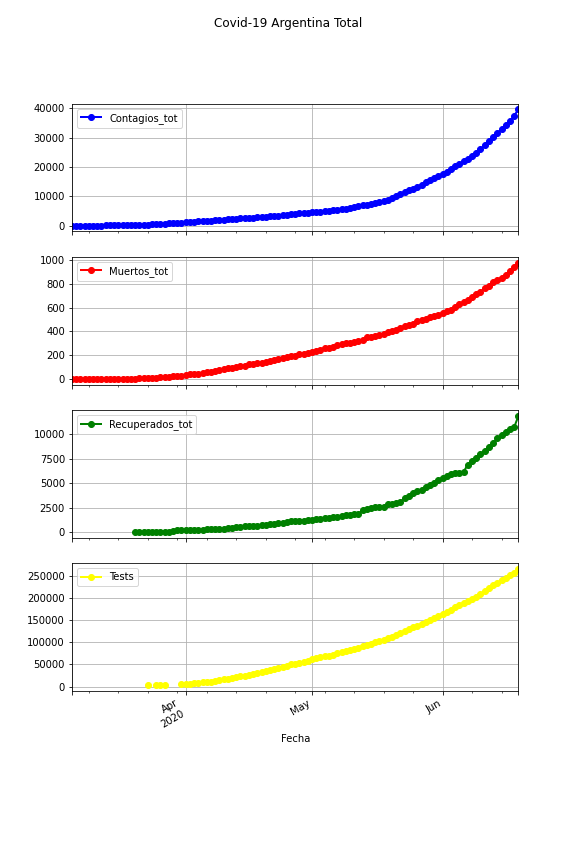 Covid-19 Argentina Total
40000
30000
20000
10000
0
Contagios_tot
1000
800
600
400
200
0
Muertos_tot
10000
7500
5000
2500
0
Recuperados_tot
250000
200000
150000
100000
50000
0
Tests
Apr
2020
May
Jun
Fecha